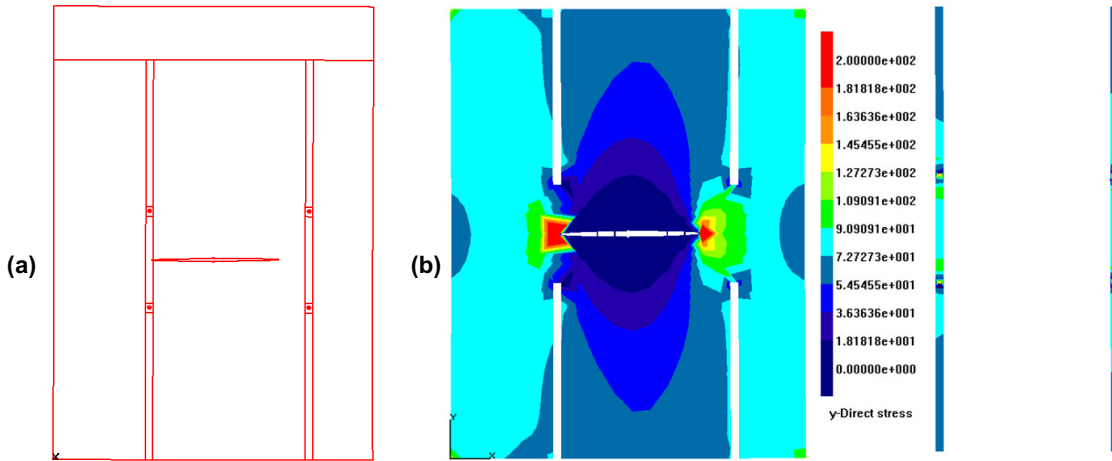 (a)
X
(b)
Y
X
2.00000e+002
1.81818e+002
1.63636e+002
1.45455e+002
1.27273e+002
1.09091e+002
9.09091e+001
7.27273e+001
5.45455e+001
3.63636e+001
1.81818e+001
0.00000e+000
y-Direct stress